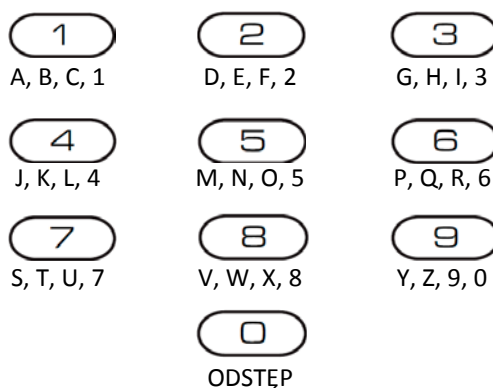 1 2 3
A, B, C, 1 D, E, F, 2 G, H, I, 3
4 5 6
J, K, L, 4 M, N, O, 5 P, Q, R, 6
7 8 9
S, T, U, 7 V, W, X, 8 Y, Z, 9, 0
0
ODSTĘP